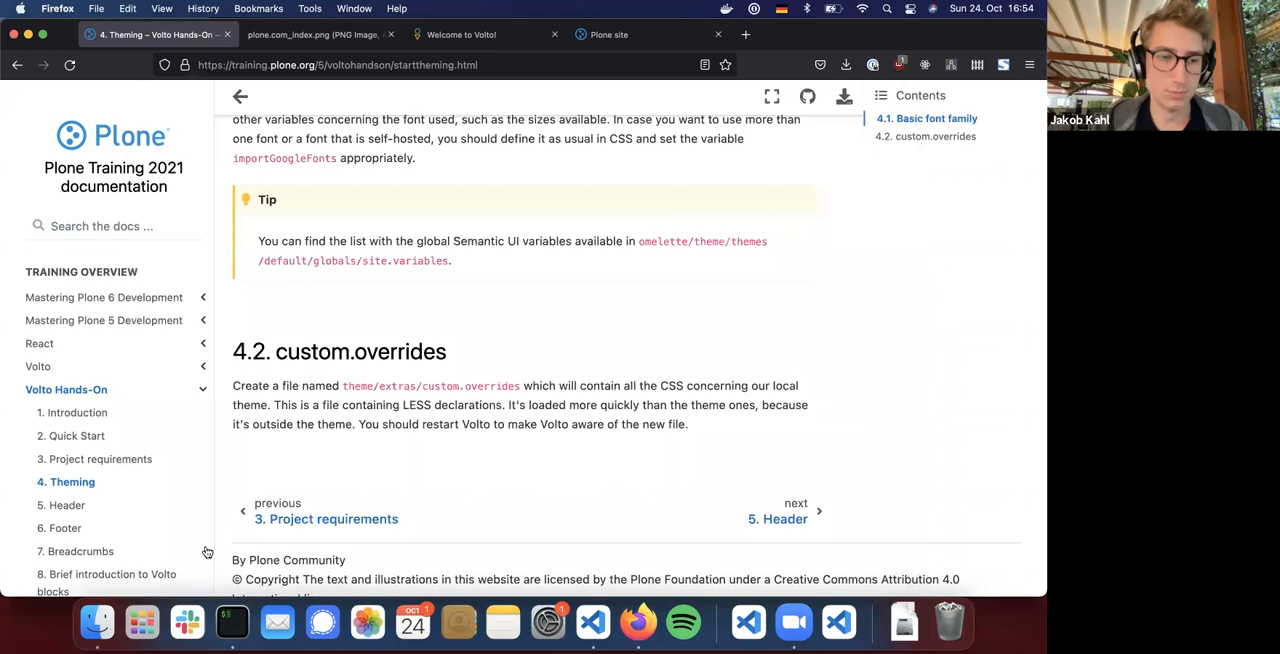 Firefox File Edit View History Bookmarks Tools Window Help Sun 24. Oct 16:54
4. Theming – Volto Hands-On — plone.com_index.png (PNG Image, Welcome to Volto! Plone site
https://training.plone.org/5/voltohandson/starttheming.html 1
Jakob Kahl
Plone
Plone Training 2021
documentation
Search the docs ...
TRAINING OVERVIEW
Mastering Plone 6 Development
Mastering Plone 5 Development
React
Volto
Volto Hands-On
1. Introduction
2. Quick Start
3. Project requirements
4. Theming
5. Header
6. Footer
7. Breadcrumbs
8. Brief introduction to Volto
blocks
other variables concerning the font used, such as the sizes available. In case you want to use more than
one font or a font that is self-hosted, you should define it as usual in CSS and set the variable
importGoogleFonts appropriately.
Tip
You can find the list with the global Semantic UI variables available in omelette/theme/themes
/default/globals/site.variables.
4.2. custom.overrides
Create a file named theme/extras/custom.overrides which will contain all the CSS concerning our local
theme. This is a file containing LESS declarations. It's loaded more quickly than the theme ones, because
it's outside the theme. You should restart Volto to make Volto aware of the new file.
previous
3. Project requirements
next
5. Header
By Plone Community
© Copyright The text and illustrations in this website are licensed by the Plone Foundation under a Creative Commons Attribution 4.0
Contents
4.1. Basic font family
4.2. custom.overrides
OCT 1
24
1